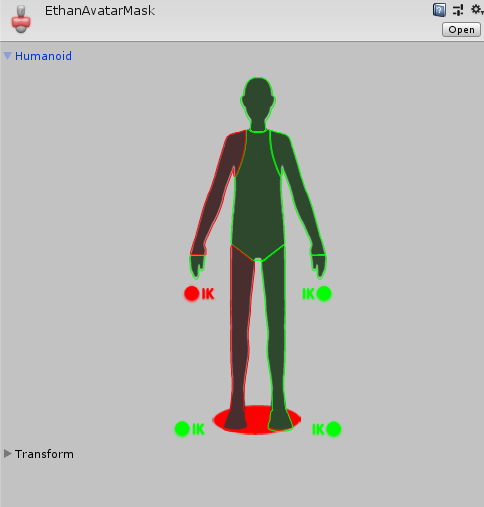 EthanAvatarMask
Open
Humanoid
IK
IK
IK
IK
Transform